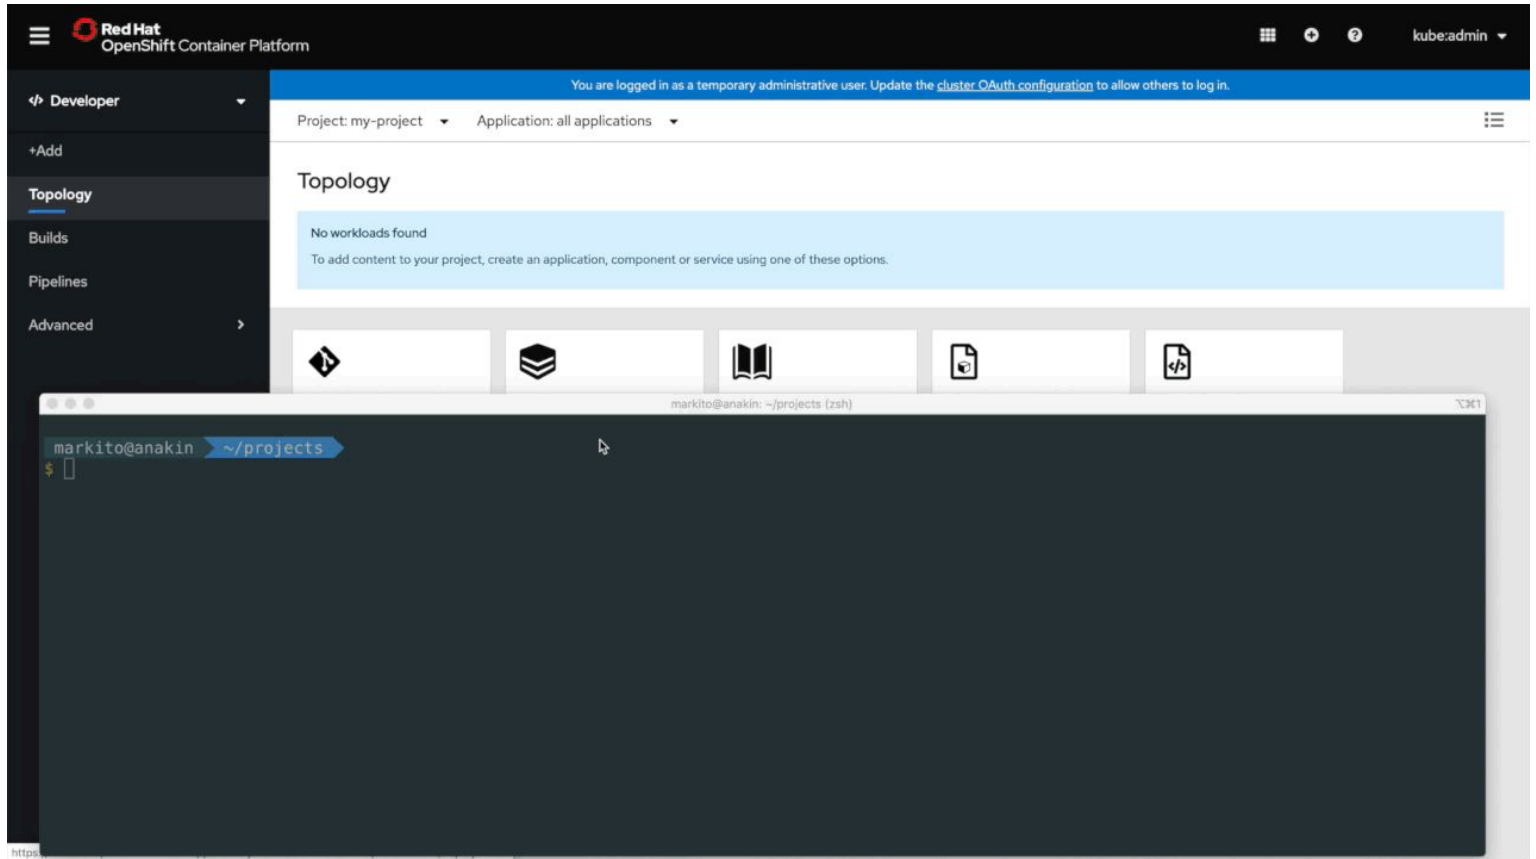 Red Hat
OpenShift Container Platform
kube:admin
You are logged in as a temporary administrative user. Update the cluster OAuth configuration to allow others to log in.
</> Developer
Project: my-project
Application: all applications
+Add
Topology
Topology
Builds
No workloads found
To add content to your project, create an application, component or service using one of these options.
Pipelines
Advanced
markito@anakin: ~/projects (zsh)
⌥⌘1
markito@anakin ~/projects
$
https: